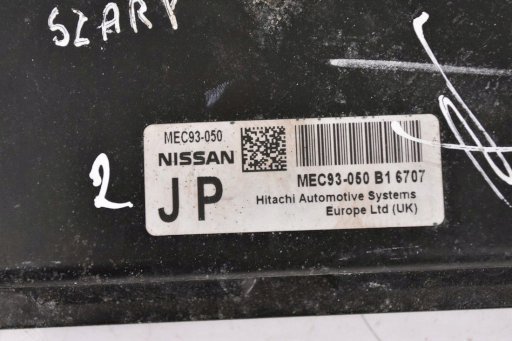 SZARY
2
MEC93-050
NISSAN
JP
MEC93-050 B1 6707
Hitachi Automotive Systems
Europe Ltd (UK)